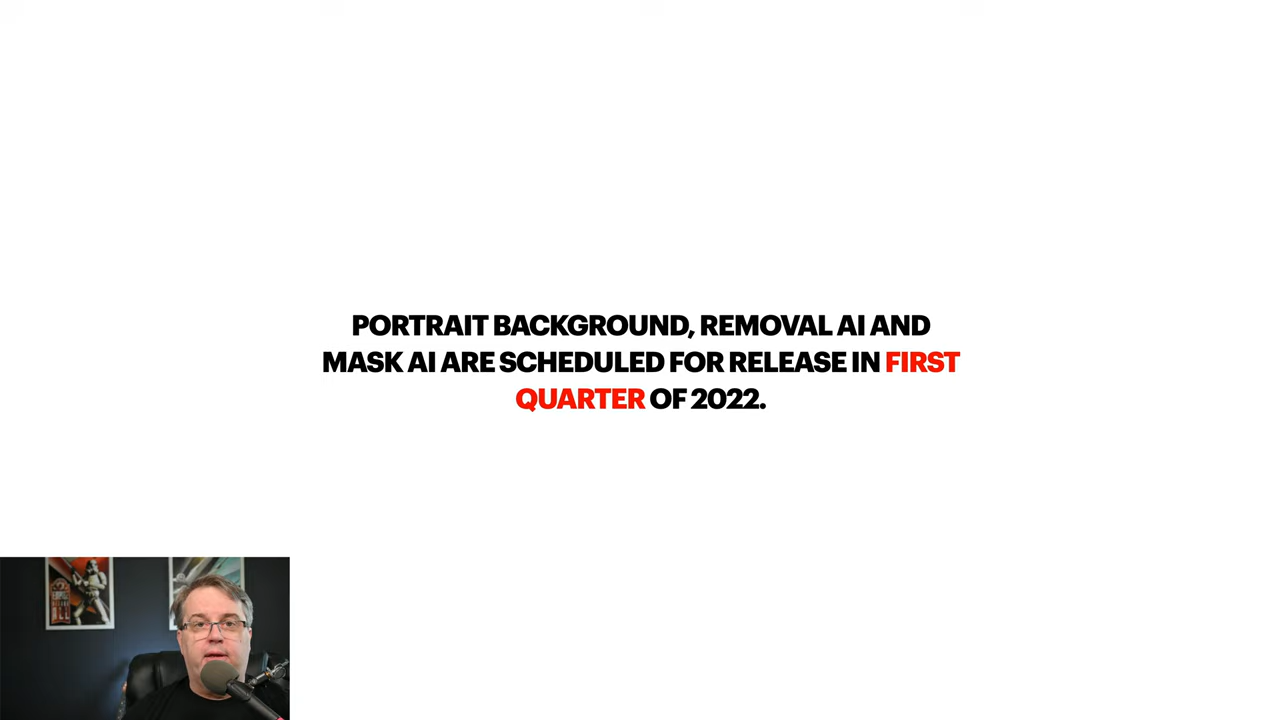 PORTRAIT BACKGROUND, REMOVAL AI AND
MASK AI ARE SCHEDULED FOR RELEASE IN FIRST
QUARTER OF 2022.